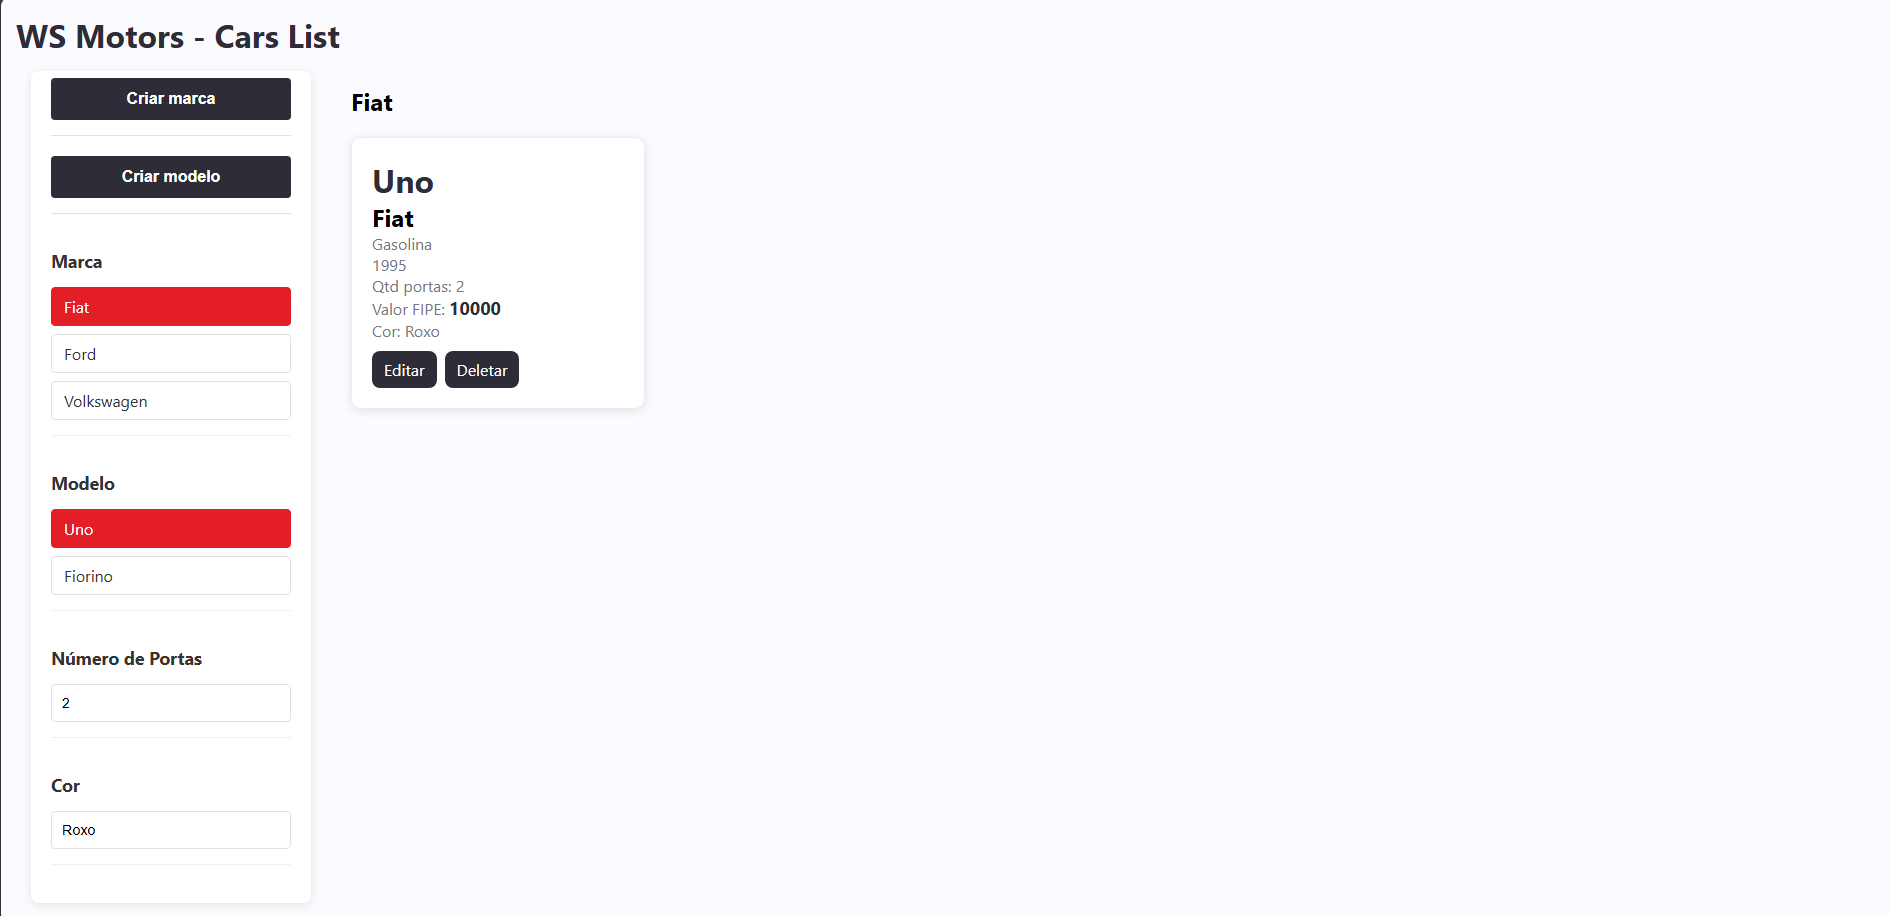 WS Motors - Cars List
Criar marca
Criar modelo
Marca
Fiat
Ford
Volkswagen
Modelo
Uno
Fiorino
Número de Portas
2
Cor
Roxo
Fiat
Uno
Fiat
Gasolina
1995
Qtd portas: 2
Valor FIPE: 10000
Cor: Roxo
Editar Deletar